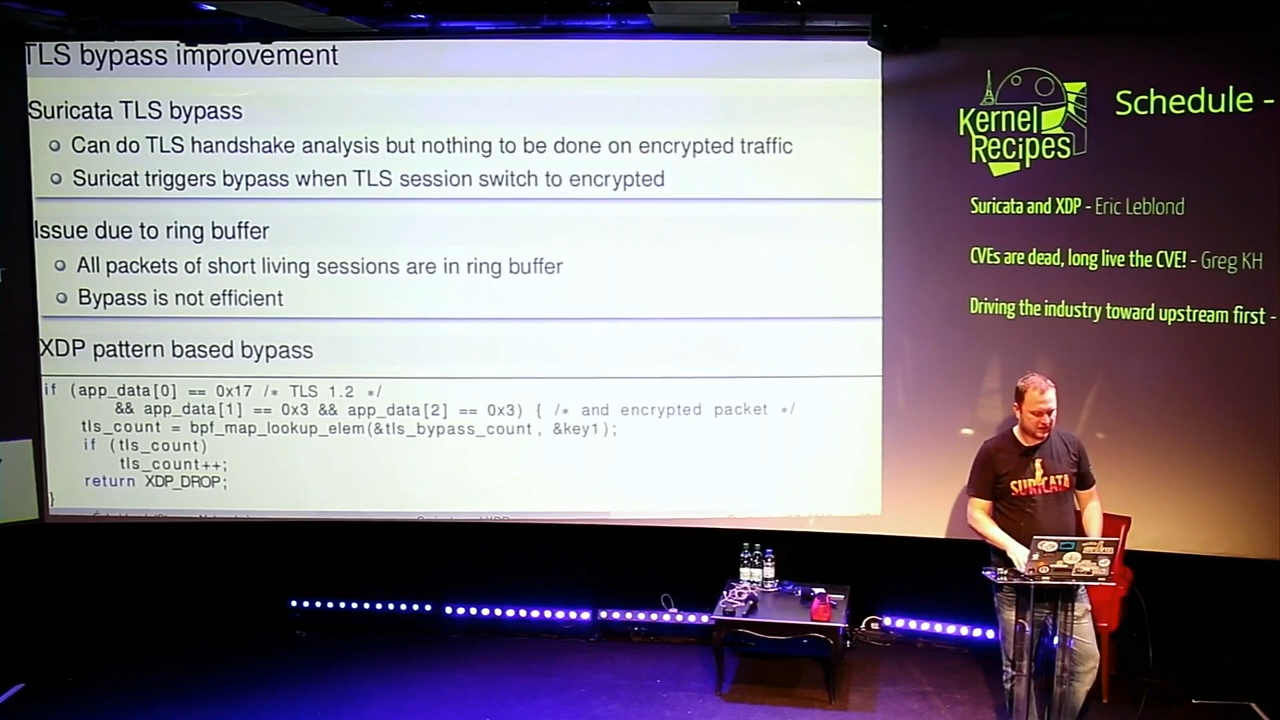 TLS bypass improvement
Suricata TLS bypass
Can do TLS handshake analysis but nothing to be done on encrypted traffic
Suricat triggers bypass when TLS session switch to encrypted
Issue due to ring buffer
All packets of short living sessions are in ring buffer
Bypass is not efficient
XDP pattern based bypass
if (app_data[0] == 0x17 /* TLS 1.2 */
&& app_data[1] == 0x3 && app_data[2] == 0x3) { /* and encrypted packet */
tls_count = bpf_map_lookup_elem(&tls_bypass_count, &key1);
if (tls_count)
tls_count++;
return XDP_DROP;
}
Kernel
Recipes
Schedule -
Suricata and XDP - Eric Leblond
CVEs are dead, long live the CVE! - Greg KH
Driving the industry toward upstream first -
SURICATA